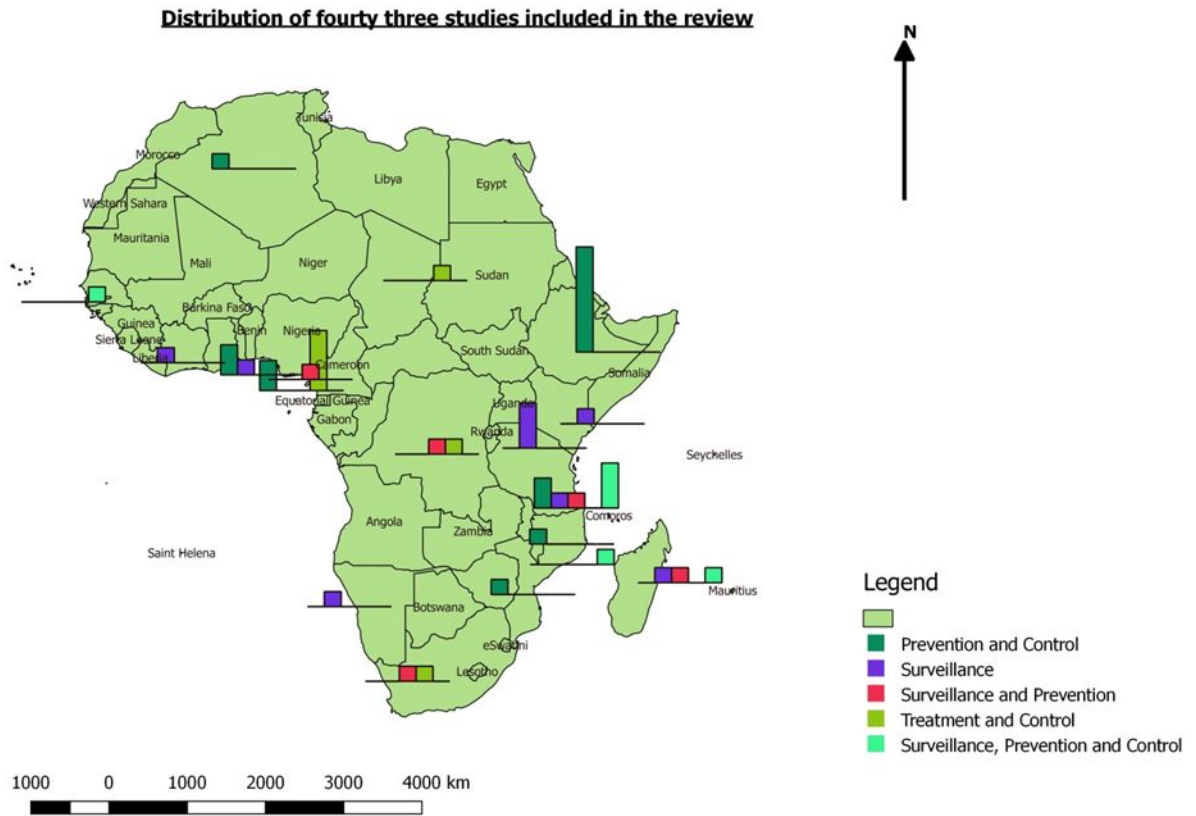 Distribution of fourty three studies included in the review
N
Tunisia
Morocco
Libya
Egypt
Western Sahara
Mauritania
Mali
Niger
Sudan
Barkina Faso
Guinea
Benin
Nigeria
Sierra Leone
Liberia
South Sudan
Cameroon
Somalia
Equatorial Guinea
Uganda
Gabon
Rwanda
Seychelles
Comoros
Angola
Zambia
Saint Helena
Mauritius
Botswana
eSwatini
Lesotho
Legend
Prevention and Control
Surveillance
Surveillance and Prevention
Treatment and Control
Surveillance, Prevention and Control
1000 0 1000 2000 3000 4000 km